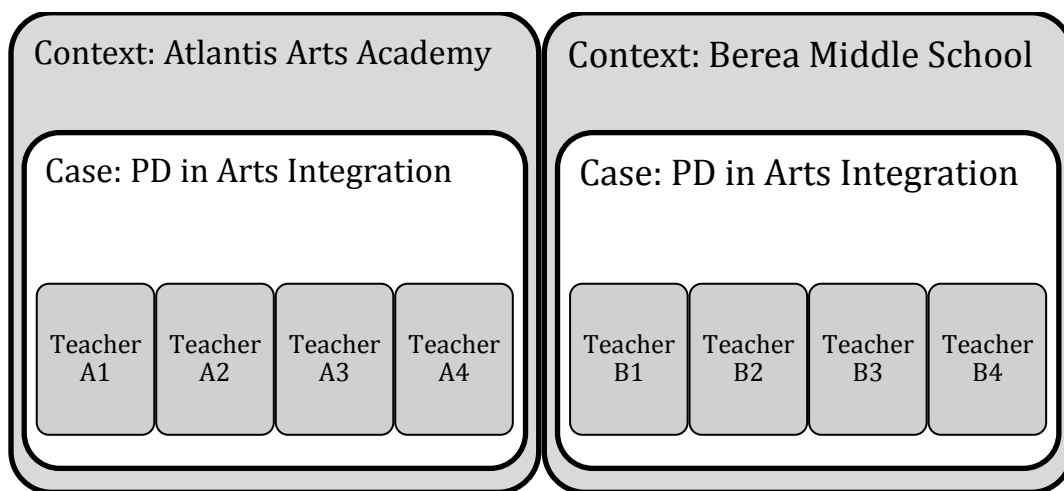 Context: Atlantis Arts Academy
Case: PD in Arts Integration
Teacher
A1
Teacher
A2
Teacher
A3
Teacher
A4
Context: Berea Middle School
Case: PD in Arts Integration
Teacher
B1
Teacher
B2
Teacher
B3
Teacher
B4